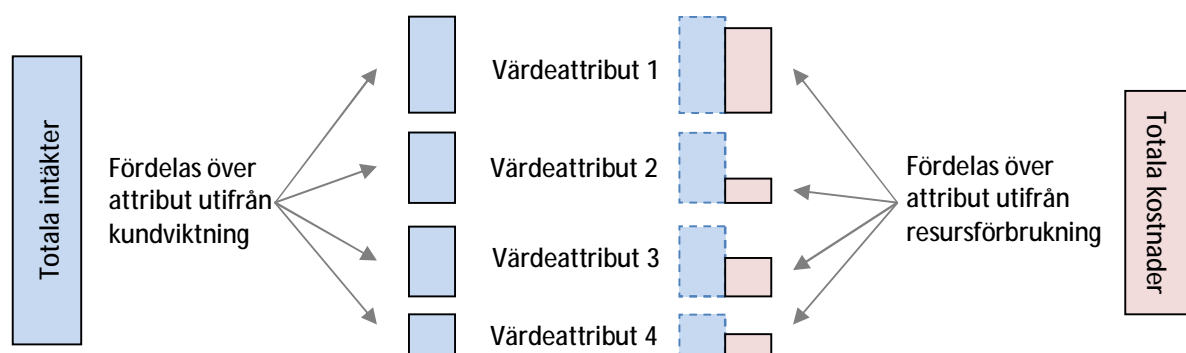 Totala intäkter
Fördelas över
attribut utifrån
kundviktning
Värdeattribut 1
Värdeattribut 2
Värdeattribut 3
Värdeattribut 4
Fördelas över
attribut utifrån
resursförbrukning
Totala kostnader